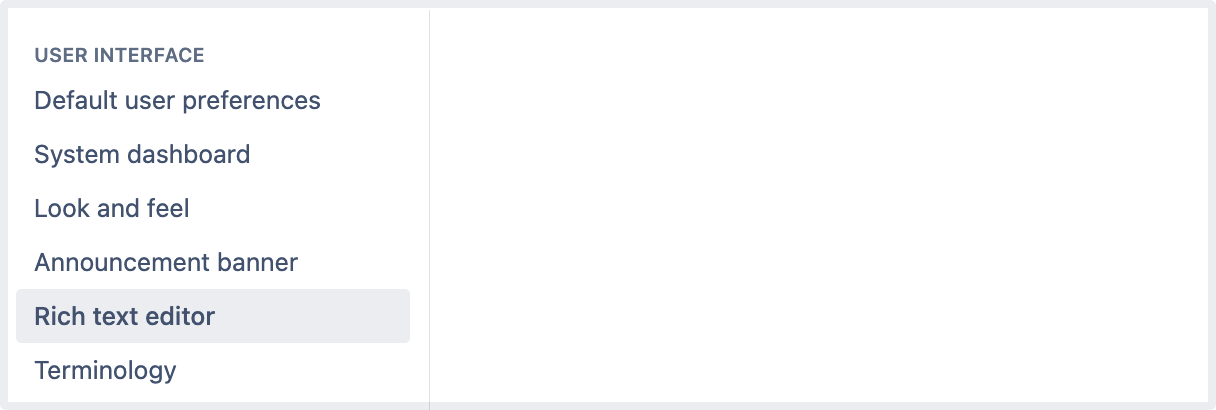 USER INTERFACE
Default user preferences
System dashboard
Look and feel
Announcement banner
Rich text editor
Terminology